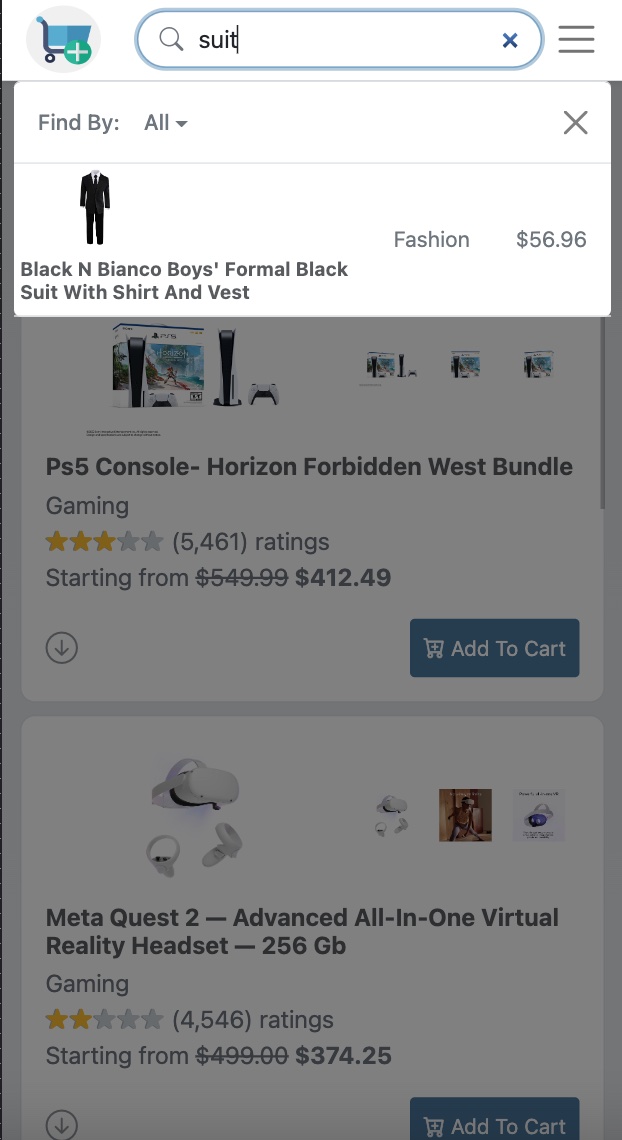 suit
Find By: All
Fashion $56.96
Black N Bianco Boys' Formal Black
Suit With Shirt And Vest
Ps5 Console- Horizon Forbidden West Bundle
Gaming
(5,461) ratings
Starting from $549.99 $412.49
Add To Cart
Meta Quest 2 — Advanced All-In-One Virtual
Reality Headset — 256 Gb
Gaming
(4,546) ratings
Starting from $499.00 $374.25
Add To Cart